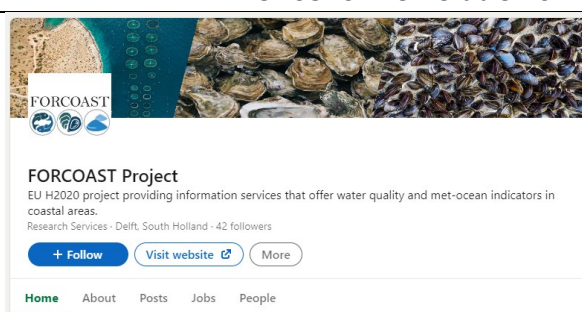 FORCOAST
FORCOAST Project
EU H2020 project providing information services that offer water quality and met-ocean indicators in
coastal areas.
Research Services · Delft, South Holland · 42 followers
+ Follow
Visit website
More
Home About Posts Jobs People